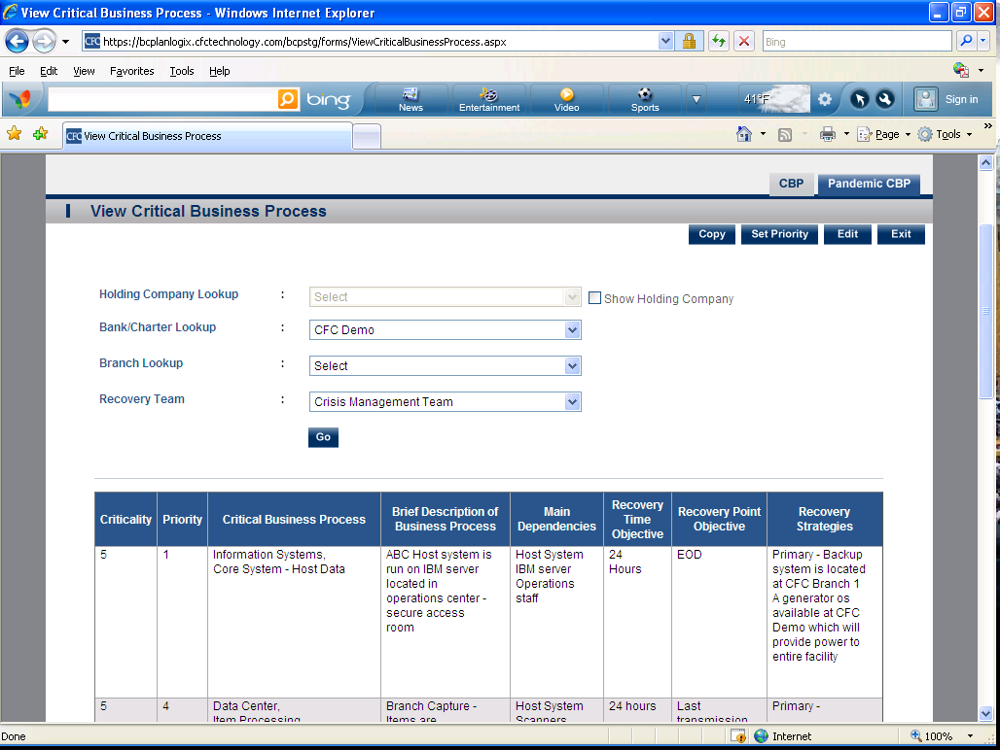 View Critical Business Process - Windows Internet Explorer
CFC https://bcplanlogix.cfctechnology.com/bcpstg/forms/ViewCriticalBusinessProcess.aspx
Bing
File Edit View Favorites Tools Help
bing News Entertainment Video Sports 41°F Sign in
CFC View Critical Business Process
Page Tools »
CBP Pandemic CBP
View Critical Business Process
Copy Set Priority Edit Exit
Holding Company Lookup : Select Show Holding Company
Bank/Charter Lookup : CFC Demo
Branch Lookup : Select
Recovery Team : Crisis Management Team
Go
Criticality
Priority
Critical Business Process
Brief Description of
Business Process
Main
Dependencies
Recovery
Time
Objective
Recovery Point
Objective
Recovery
Strategies
5
1
Information Systems,
Core System - Host Data
ABC Host system is
run on IBM server
located in
operations center -
secure access
room
Host System
IBM server
Operations
staff
24
Hours
EOD
Primary - Backup
system is located
at CFC Branch 1
A generator os
available at CFC
Demo which will
provide power to
entire facility
5
4
Data Center,
Item Processing
Branch Capture -
Items are
Host System
Scanners
24 hours
Last
transmission
Primary -
Done Internet 100%